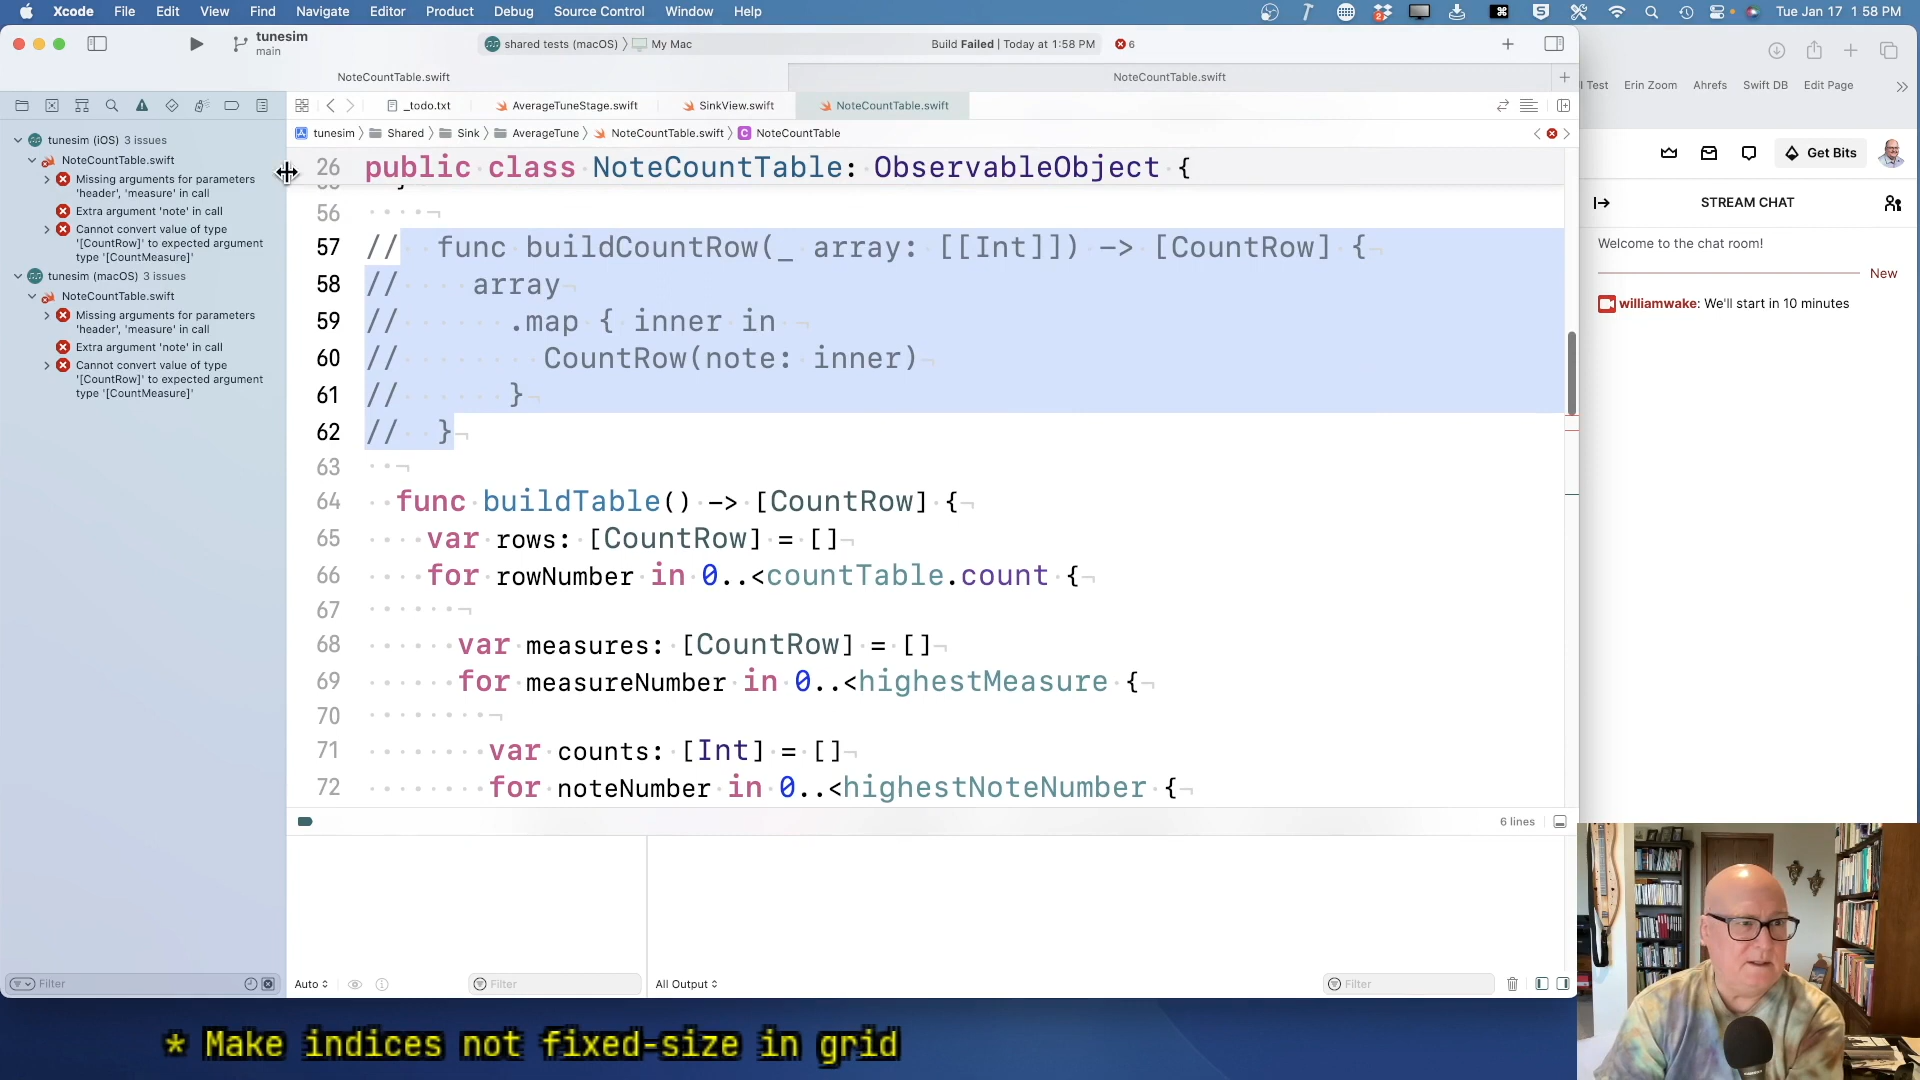 Xcode File Edit View Find Navigate Editor Product Debug Source Control Window Help
Tue Jan 17 1:58 PM
tunesim
main
shared tests (macOS) My Mac
Build Failed | Today at 1:58 PM
6
NoteCountTable.swift
NoteCountTable.swift
_todo.txt AverageTuneStage.swift SinkView.swift NoteCountTable.swift
tunesim Shared Sink AverageTune NoteCountTable.swift NoteCountTable
tunesim (iOS) 3 issues
NoteCountTable.swift
Missing arguments for parameters
'header', 'measure' in call
Extra argument 'note' in call
Cannot convert value of type
'[CountRow]' to expected argument
type '[CountMeasure]'
tunesim (macOS) 3 issues
NoteCountTable.swift
Missing arguments for parameters
'header', 'measure' in call
Extra argument 'note' in call
Cannot convert value of type
'[CountRow]' to expected argument
type '[CountMeasure]'
Filter
26 public class NoteCountTable: ObservableObject {
56
57 // func buildCountRow(_ array: [[Int]]) -> [CountRow] {
58 // array
59 // .map { inner in
60 // CountRow(note: inner)
61 // }
62 // }
63
64 func buildTable() -> [CountRow] {
65 var rows: [CountRow] = []
66 for rowNumber in 0..<countTable.count {
67
68 var measures: [CountRow] = []
69 for measureNumber in 0..<highestMeasure {
70
71 var counts: [Int] = []
72 for noteNumber in 0..<highestNoteNumber {
6 lines
Auto Filter All Output Filter
Test Erin Zoom Ahrefs Swift DB Edit Page
Get Bits
STREAM CHAT
Welcome to the chat room!
New
williamwake: We'll start in 10 minutes
* Make indices not fixed-size in grid